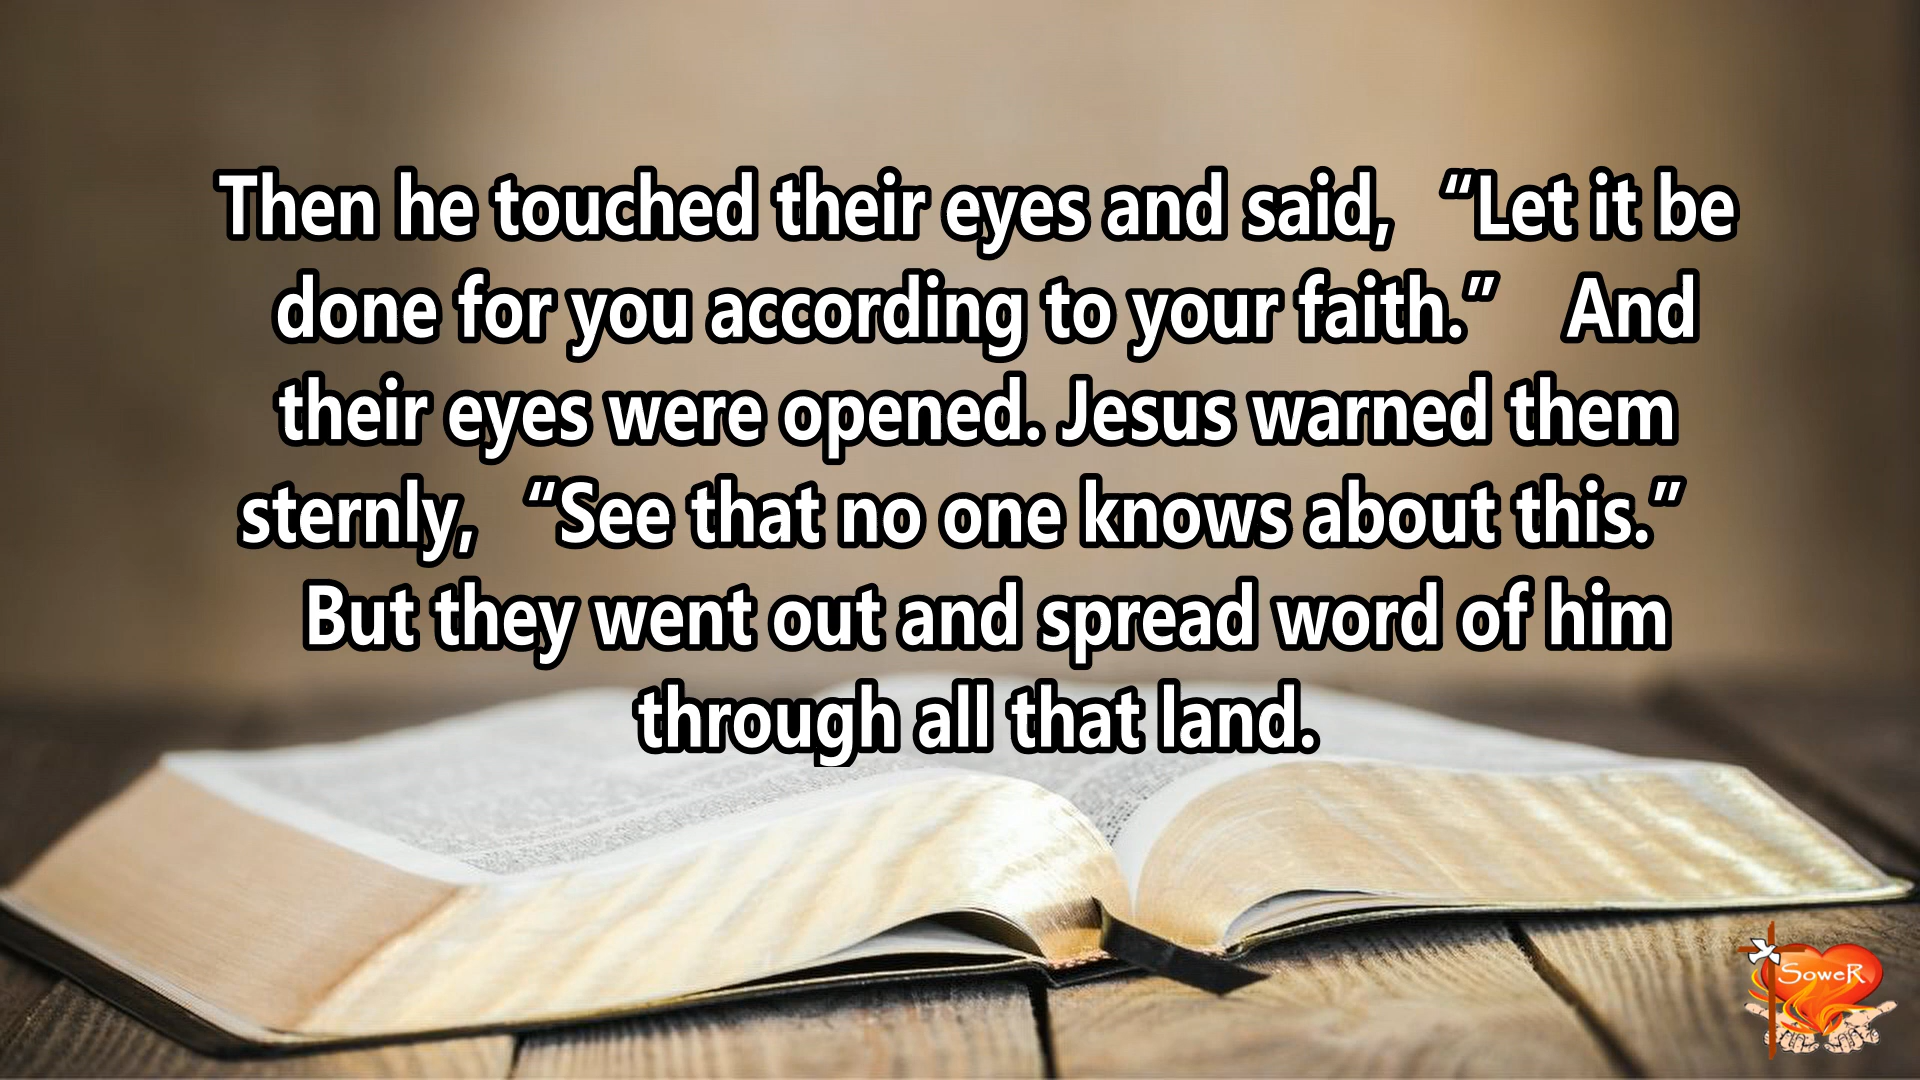 Then he touched their eyes and said, “Let it be
done for you according to your faith.” And
their eyes were opened. Jesus warned them
sternly, “See that no one knows about this.”
But they went out and spread word of him
through all that land.
SoweR